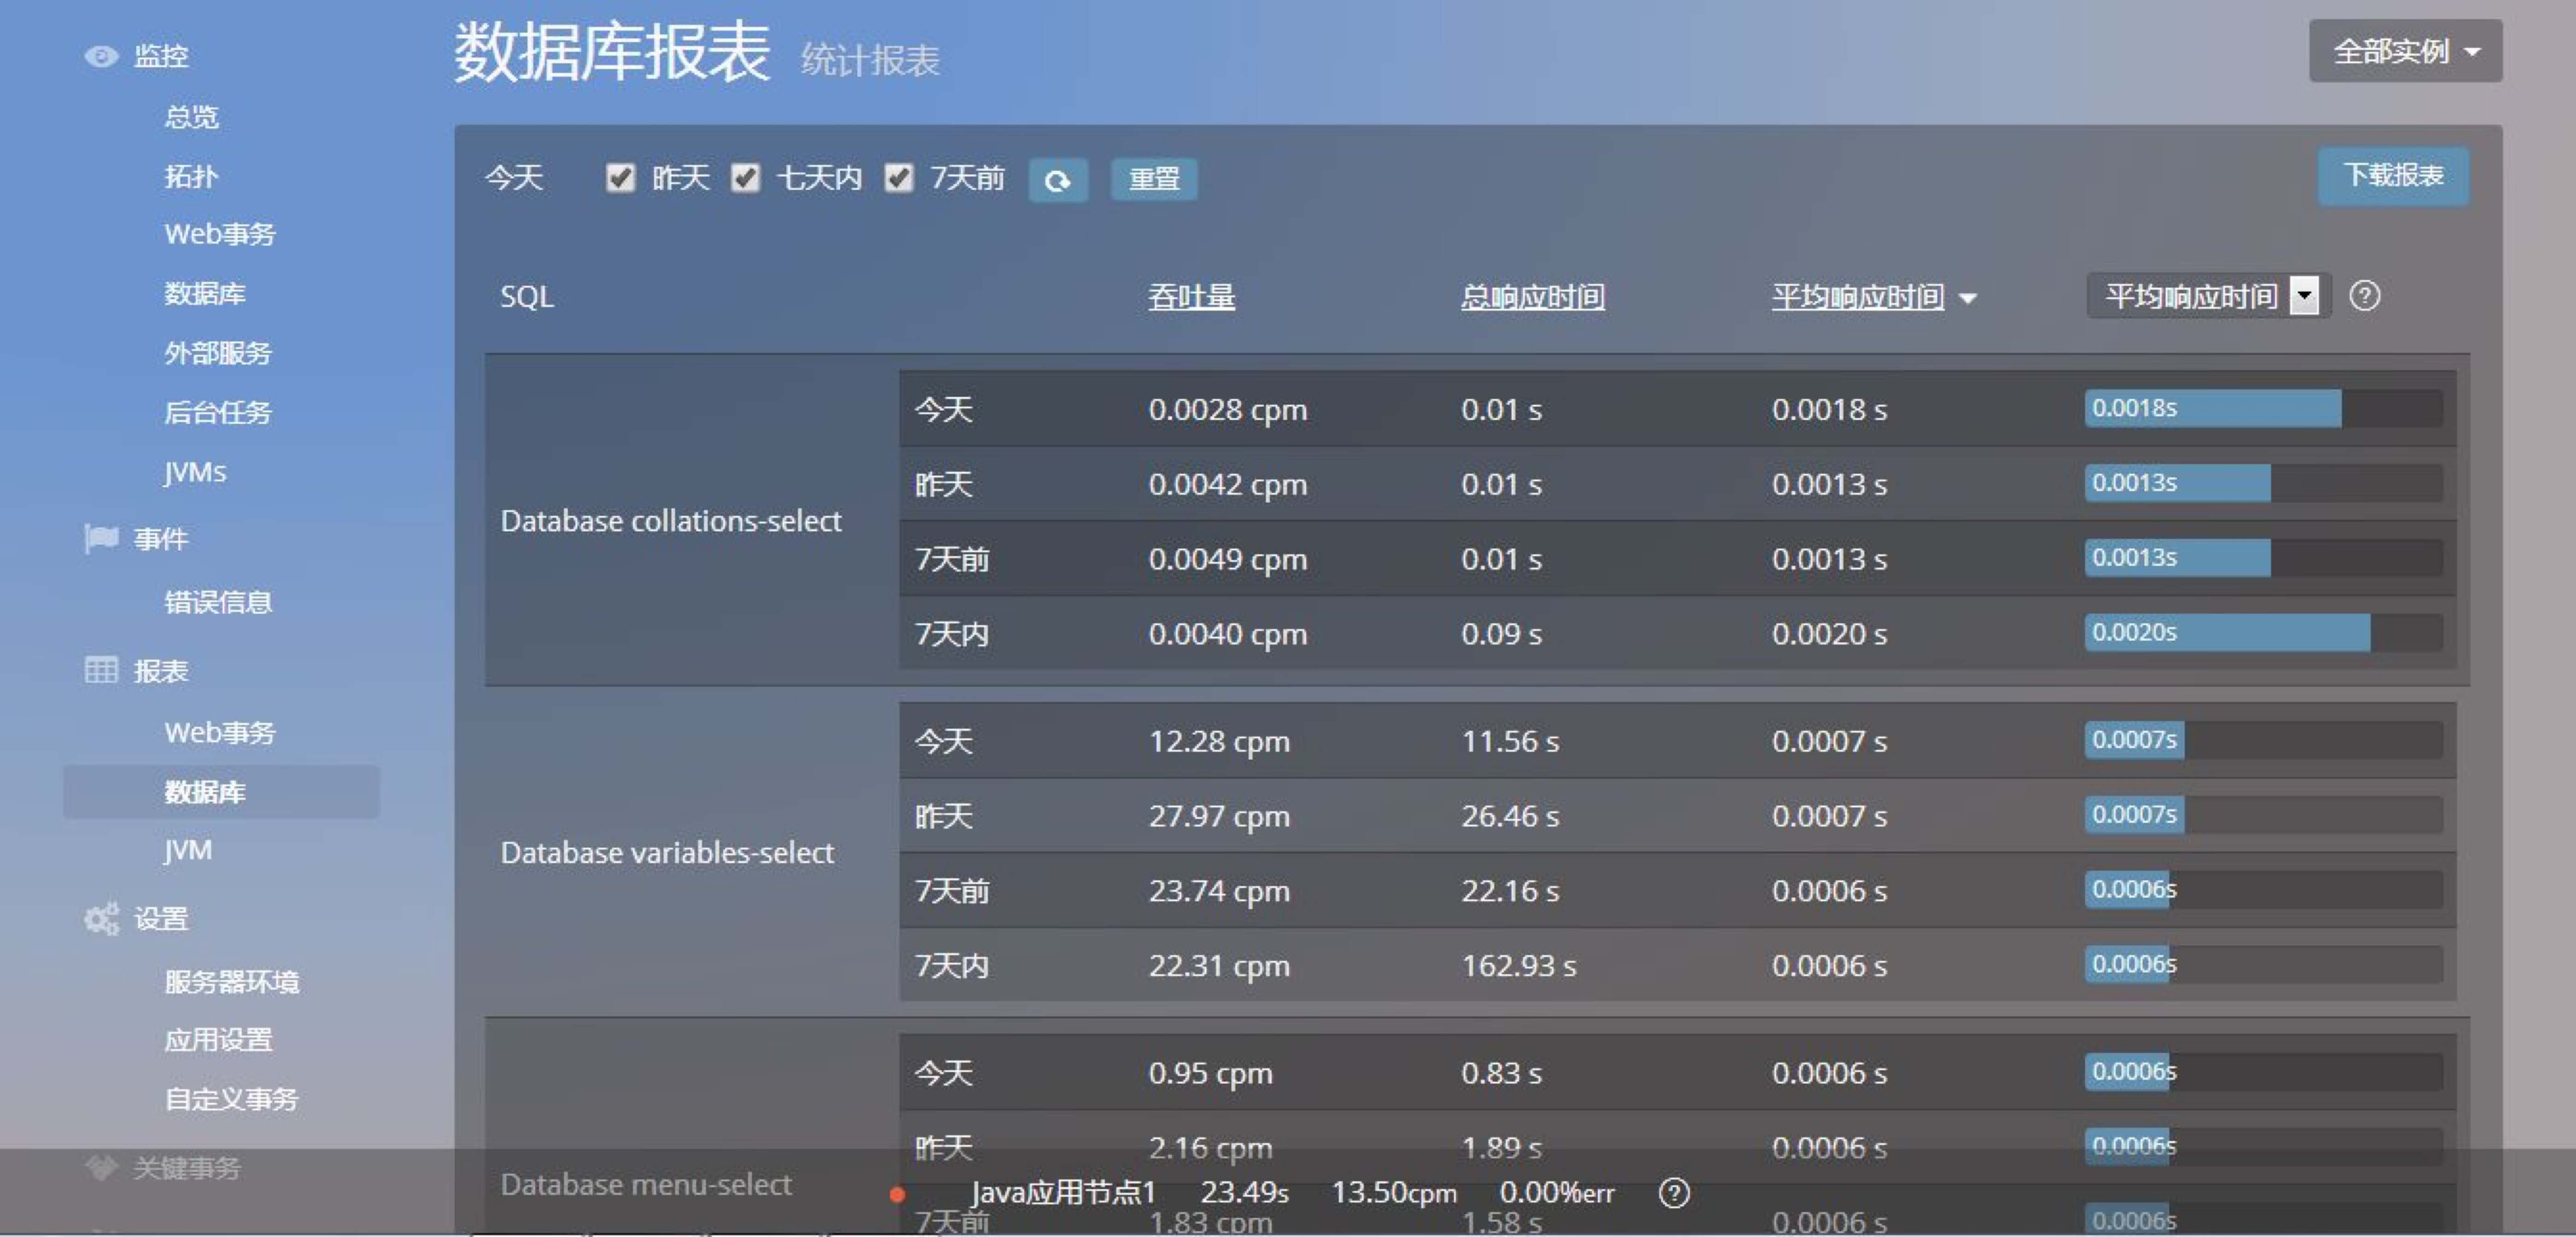 监控
总览
拓扑
Web事务
数据库
外部服务
后台任务
JVMs
事件
错误信息
报表
Web事务
数据库
JVM
设置
服务器环境
应用设置
自定义事务
关键事务
数据库报表 统计报表
全部实例
今天 昨天 七天内 7天前 重置
下载报表
SQL 吞吐量 总响应时间 平均响应时间 平均响应时间
Database collations-select
今天 0.0028 cpm 0.01 s 0.0018 s 0.0018s
昨天 0.0042 cpm 0.01 s 0.0013 s 0.0013s
7天前 0.0049 cpm 0.01 s 0.0013 s 0.0013s
7天内 0.0040 cpm 0.09 s 0.0020 s 0.0020s
Database variables-select
今天 12.28 cpm 11.56 s 0.0007 s 0.0007s
昨天 27.97 cpm 26.46 s 0.0007 s 0.0007s
7天前 23.74 cpm 22.16 s 0.0006 s 0.0006s
7天内 22.31 cpm 162.93 s 0.0006 s 0.0006s
Database menu-select
今天 0.95 cpm 0.83 s 0.0006 s 0.0006s
昨天 2.16 cpm 1.89 s 0.0006 s 0.0006s
7天前 1.83 cpm 1.58 s 0.0006 s 0.0006s
Java应用节点1 23.49s 13.50cpm 0.00%err